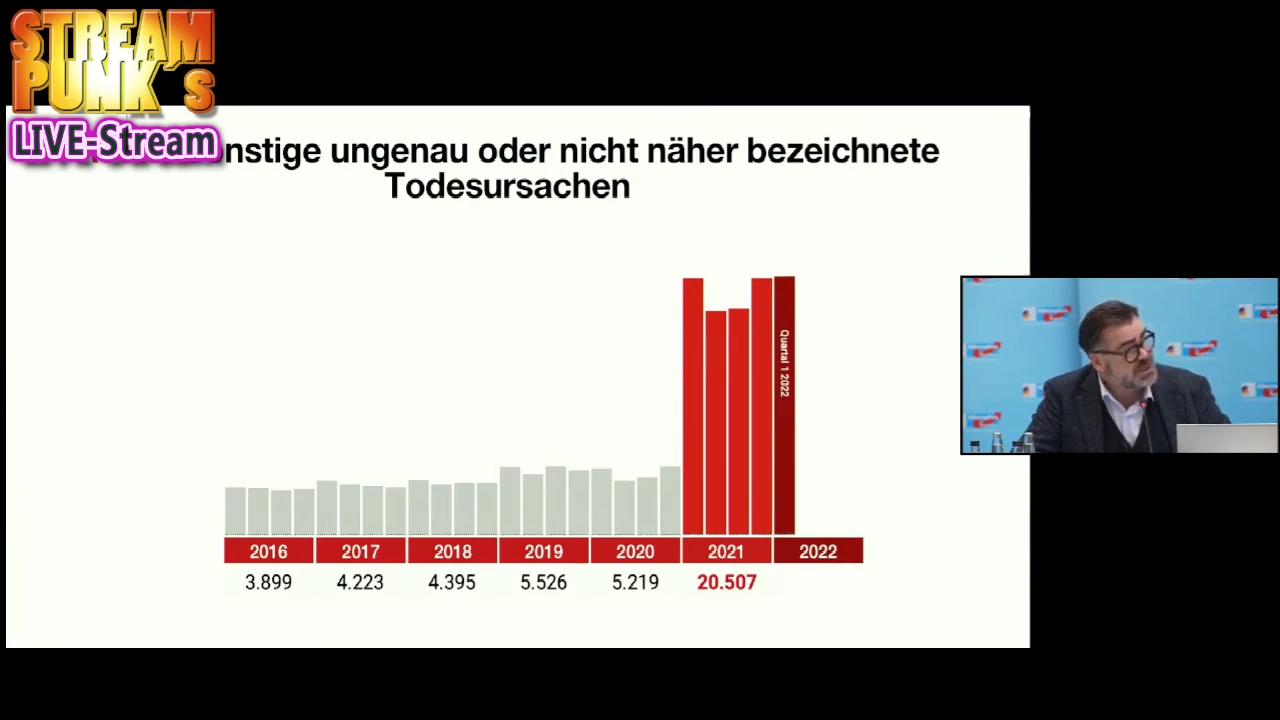 STREAM
PUNK´s
LIVE-Stream
nstige ungenau oder nicht näher bezeichnete
Todesursachen
Quartal 1 2022
2016 2017 2018 2019 2020 2021 2022
3.899 4.223 4.395 5.526 5.219 20.507